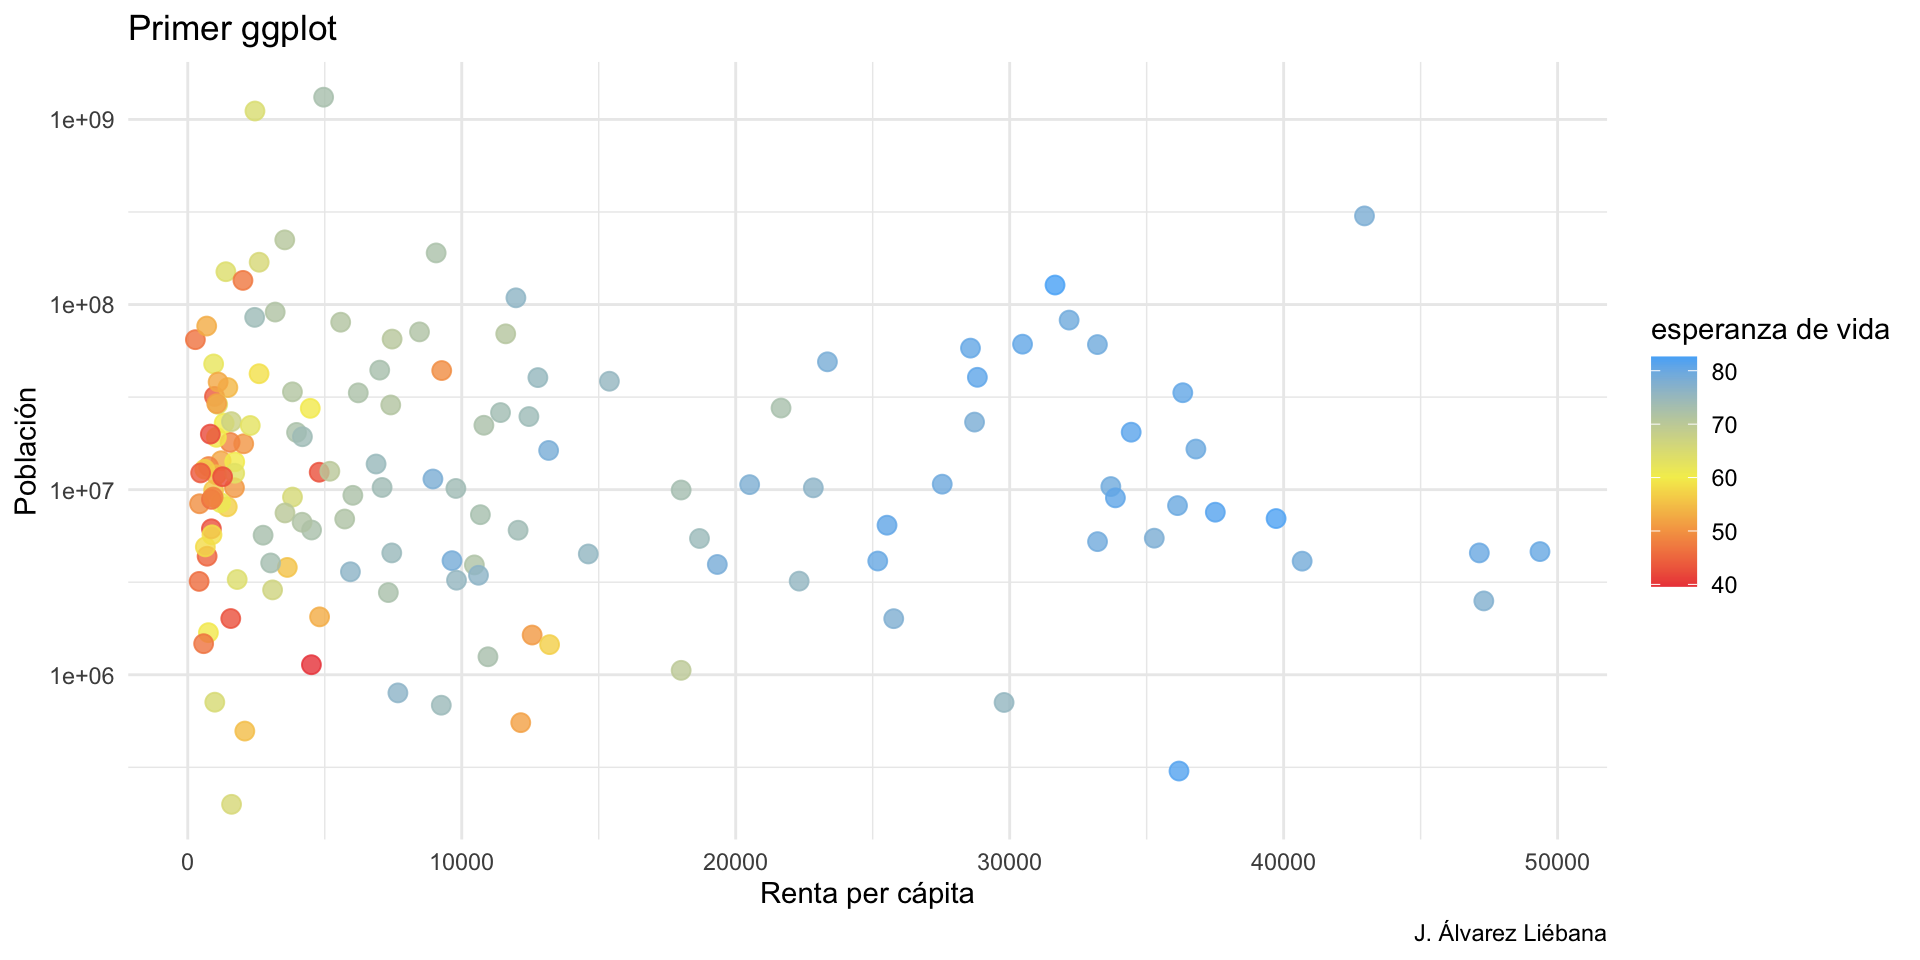 Primer ggplot
1e+09
1e+08
1e+07
1e+06
Población
0 10000 20000 30000 40000 50000
Renta per cápita
esperanza de vida
80
70
60
50
40
J. Álvarez Liébana